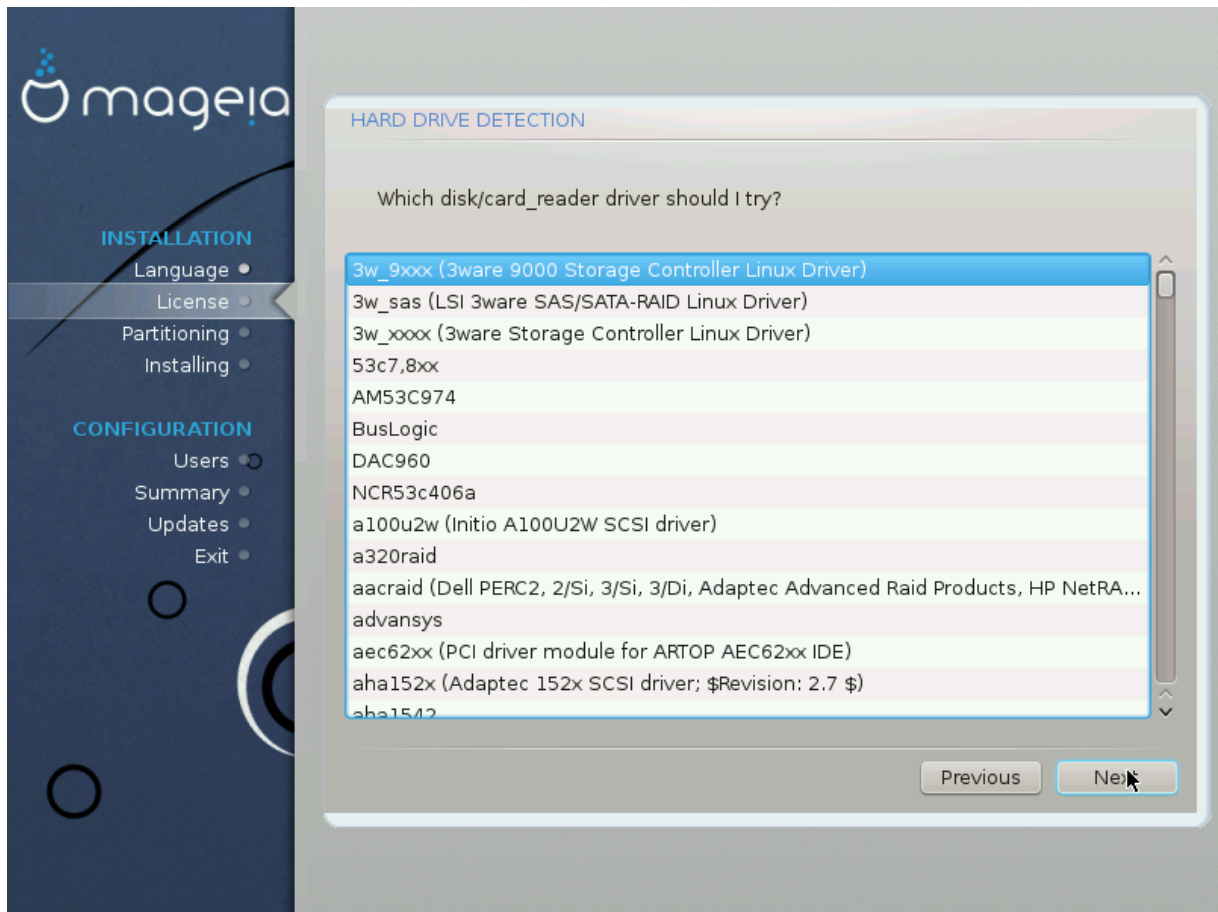 mageia
INSTALLATION
Language
License
Partitioning
Installing
CONFIGURATION
Users
Summary
Updates
Exit
HARD DRIVE DETECTION
Which disk/card_reader driver should I try?
3w_9xxx (3ware 9000 Storage Controller Linux Driver)
3w_sas (LSI 3ware SAS/SATA-RAID Linux Driver)
3w_xxxx (3ware Storage Controller Linux Driver)
53c7,8xx
AM53C974
BusLogic
DAC960
NCR53c406a
a100u2w (Initio A100U2W SCSI driver)
a320raid
aacraid (Dell PERC2, 2/Si, 3/Si, 3/Di, Adaptec Advanced Raid Products, HP NetRA...
advansys
aec62xx (PCI driver module for ARTOP AEC62xx IDE)
aha152x (Adaptec 152x SCSI driver; $Revision: 2.7 $)
aha1542
Previous
Next